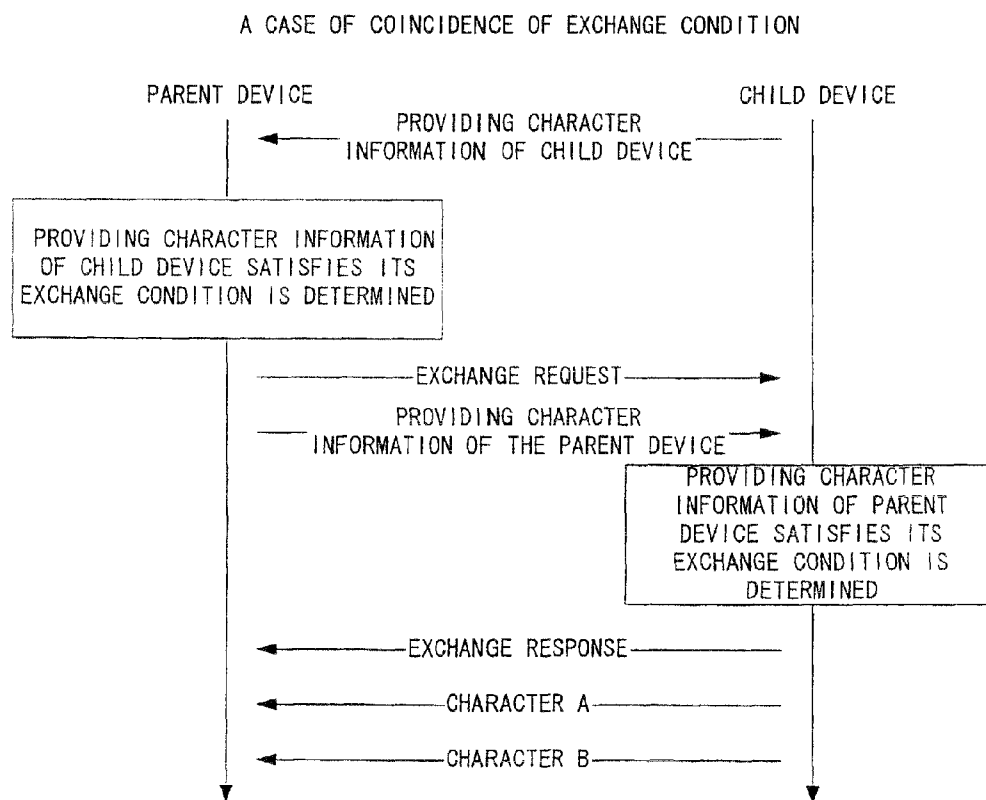 A CASE OF COINCIDENCE OF EXCHANGE CONDITION
PARENT DEVICE
CHILD DEVICE
PROVIDING CHARACTER
INFORMATION OF CHILD DEVICE
PROVIDING CHARACTER INFORMATION
OF CHILD DEVICE SATISFIES ITS
EXCHANGE CONDITION IS DETERMINED
EXCHANGE REQUEST
PROVIDING CHARACTER
INFORMATION OF THE PARENT DEVICE
PROVIDING CHARACTER
INFORMATION OF PARENT
DEVICE SATISFIES ITS
EXCHANGE CONDITION IS
DETERMINED
EXCHANGE RESPONSE
CHARACTER A
CHARACTER B